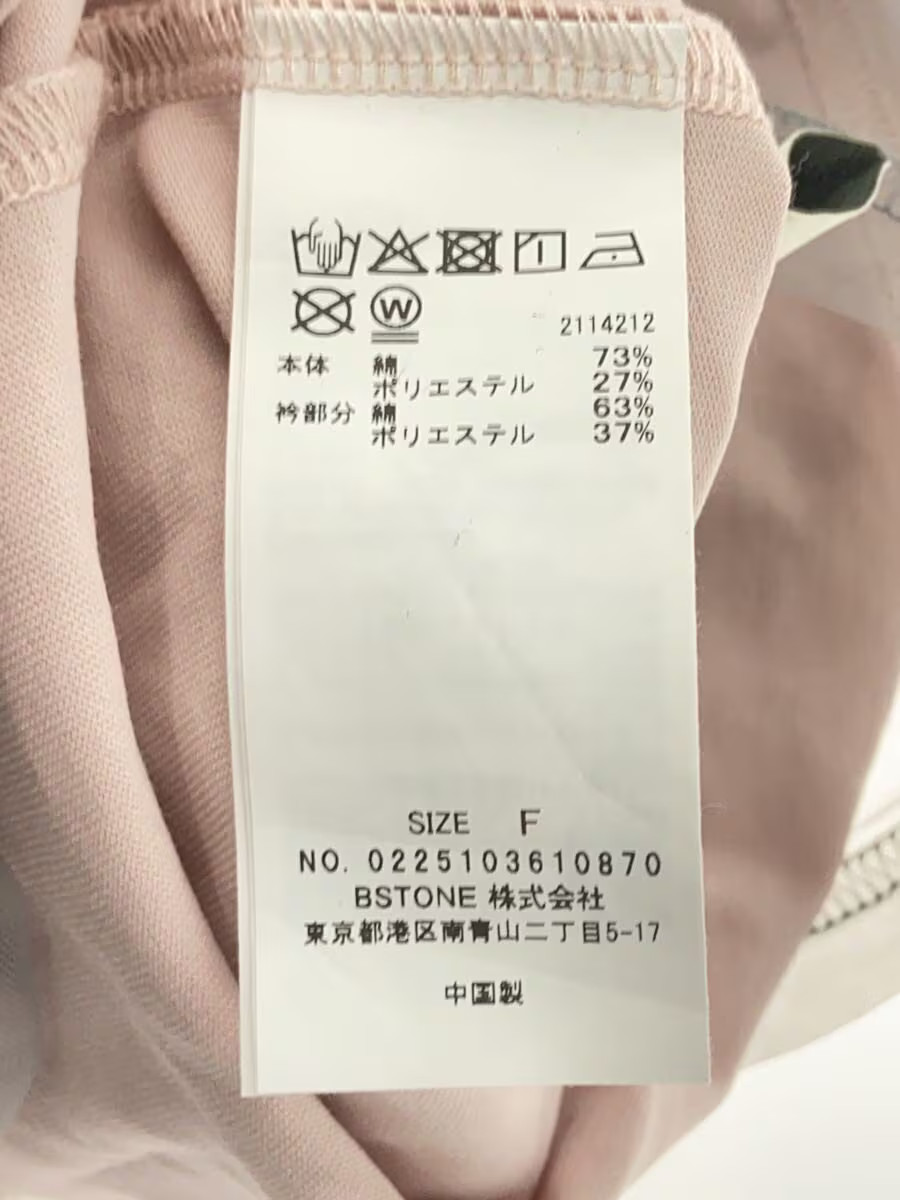 W
2114212
本体 綿 73%
ポリエステル 27%
衿部分 綿 63%
ポリエステル 37%
SIZE F
NO. 0225103610870
BSTONE 株式会社
東京都港区南青山二丁目5-17
中国製